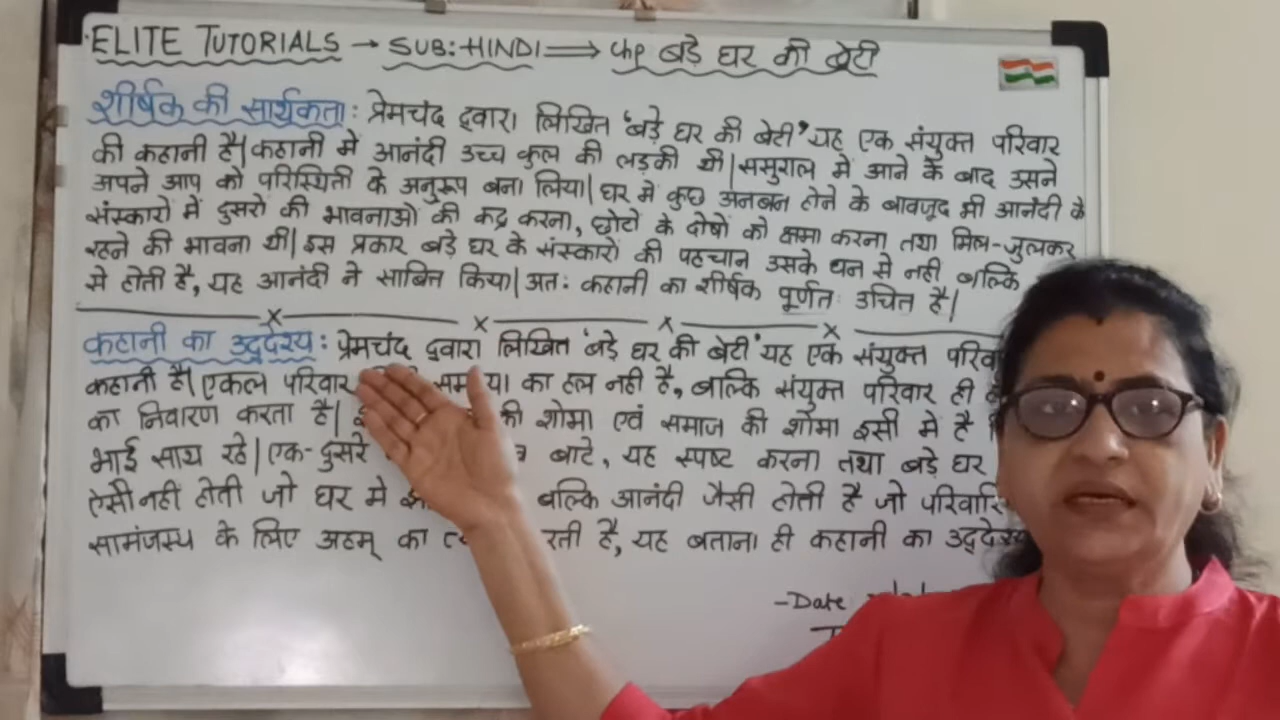 ELITE TUTORIALS → SUB:-HINDI ⟹ Chp बड़े घर की बेटी
शीर्षक की सार्थकता: प्रेमचंद द्वारा लिखित 'बड़े घर की बेटी' यह एक संयुक्त परिवार
की कहानी है| कहानी में आनंदी उच्च कुल की लड़की थी| ससुराल में आने के बाद उसने
अपने आप को परिस्थिती के अनुरूप बना लिया| घर में कुछ अनबन होने के बावजूद भी आनंदी के
संस्कारों में दुसरों की भावनाओं की कद्र करना, छोटों के दोषों को क्षमा करना तथा मिल-जुलकर
रहने की भावना थी| इस प्रकार बड़े घर के संस्कारों की पहचान उसके धन से नही बल्कि
से होती है, यह आनंदी ने साबित किया| अतः कहानी का शीर्षक पूर्णतः उचित है|
कहानी का उद्देश्य: प्रेमचंद द्वारा लिखित 'बड़े घर की बेटी' यह एक संयुक्त
कहानी है| एकल परिवार का हल नही है, बल्कि संयुक्त परिवार ही
का निवारण करता है| की शोभा एवं समाज की शोभा इसी मे है
भाई साथ रहे| एक-दुसरे बाटे, यह स्पष्ट करना तथा बड़े घर
ऐसी नही होती जो घर मे बल्कि आनंदी जैसी होती है जो
सामंजस्य के लिए अहम् का है, यह बताना ही कहानी का उद्देश्य
-Date